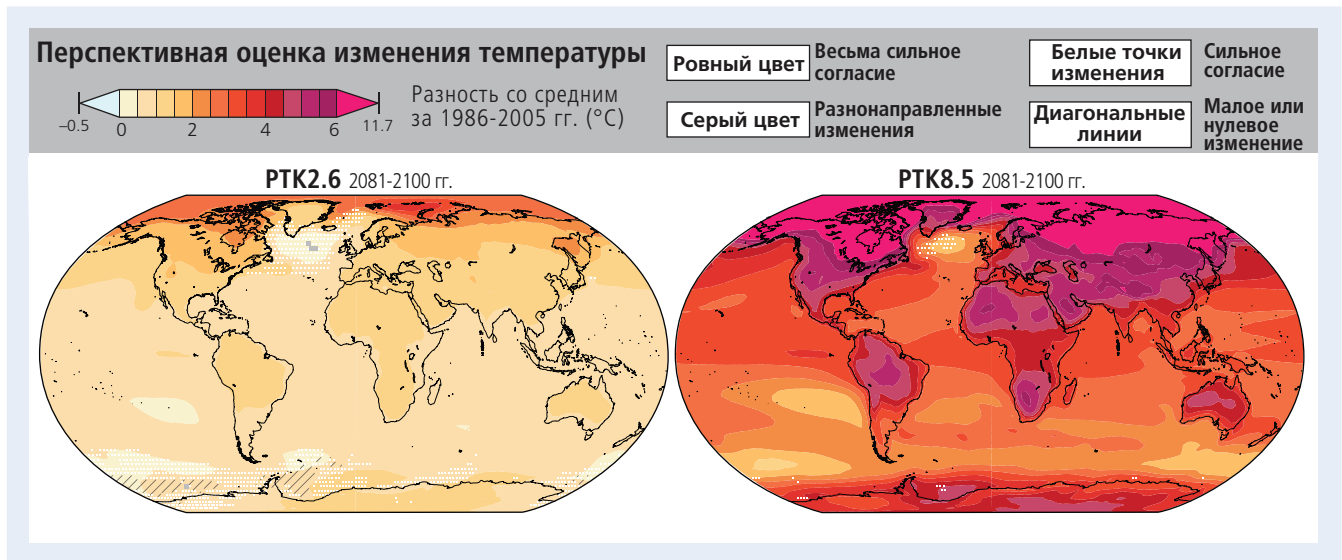 Перспективная оценка изменения температуры
–0.5 0 2 4 6 11.7
Разность со средним
за 1986-2005 гг. (°C)
Ровный цвет
Весьма сильное
согласие
Серый цвет
Разнонаправленные
изменения
Белые точки
изменения
Сильное
согласие
Диагональные
линии
Малое или
нулевое
изменение
РТК2.6 2081-2100 гг.
РТК8.5 2081-2100 гг.